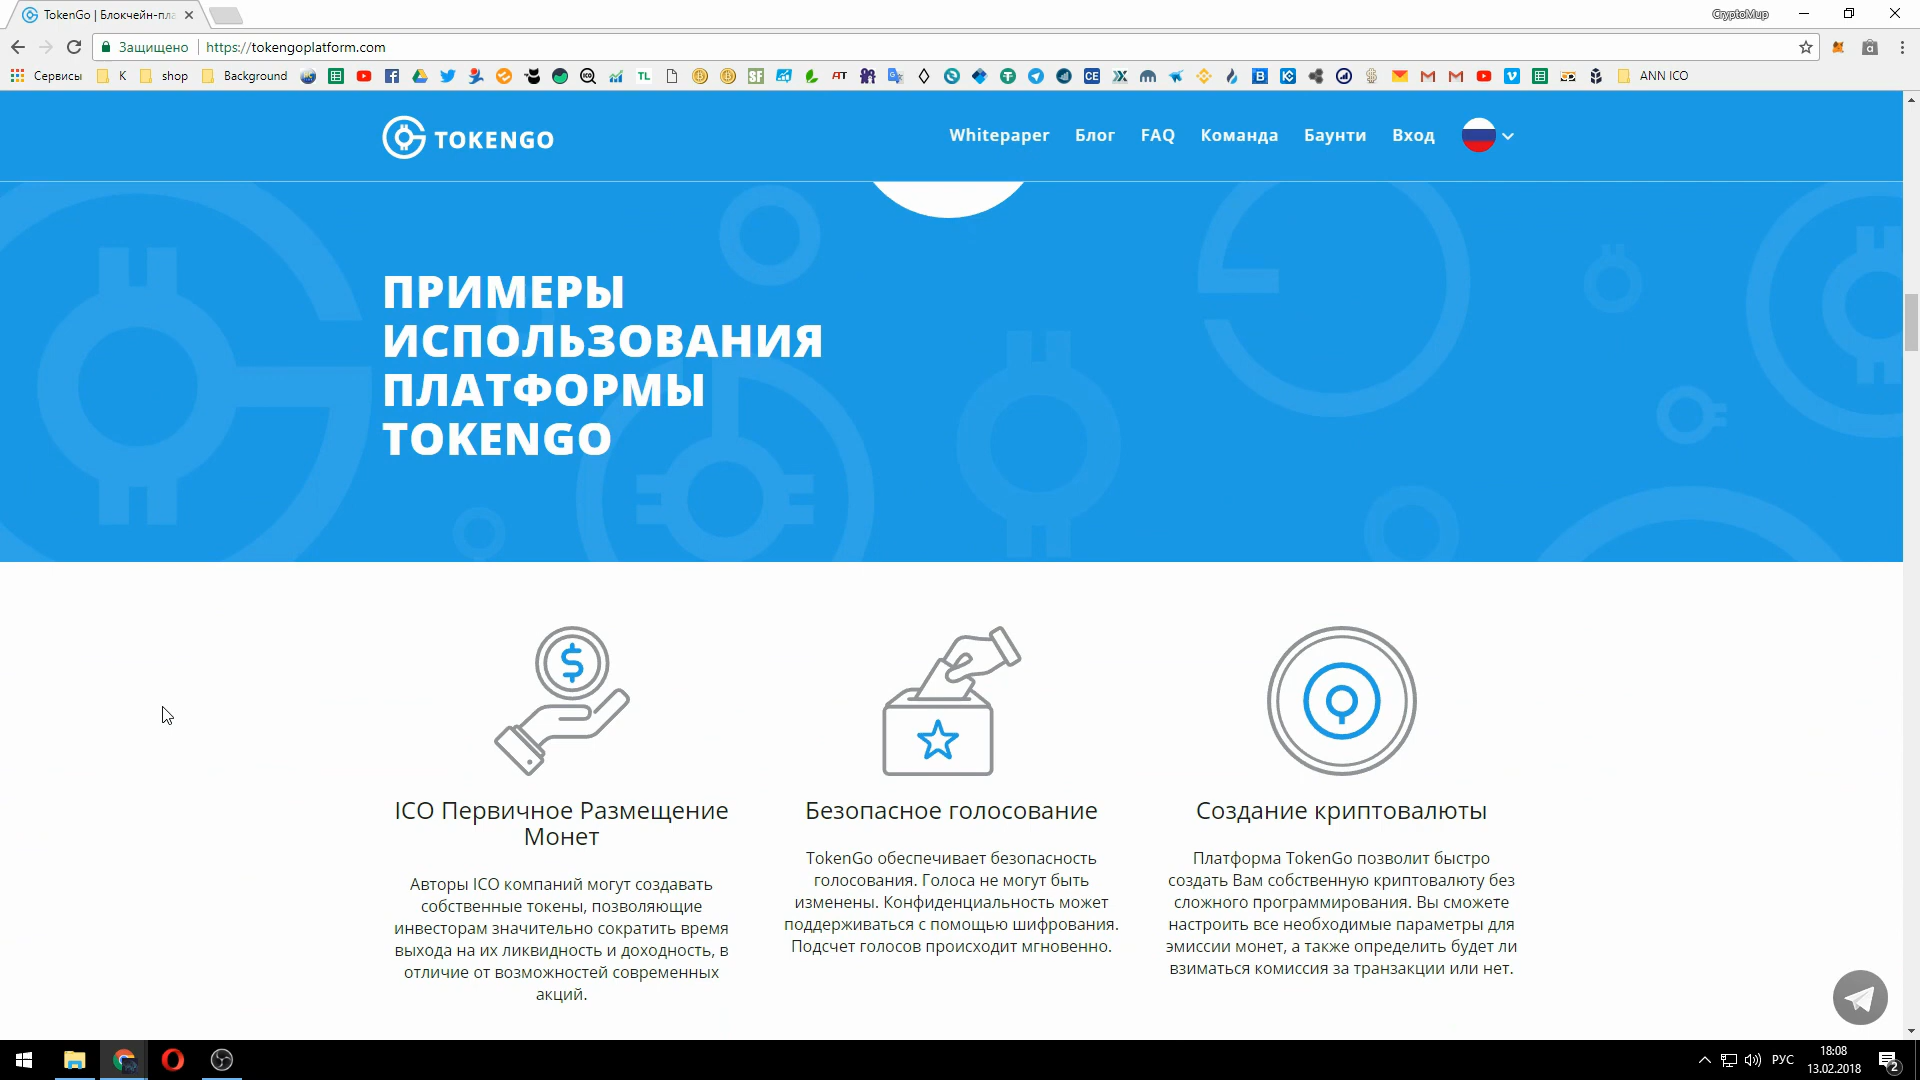 TokenGo | Блокчейн-пла
CryptoMup
Защищено
https://tokengoplatform.com
Сервисы
K
shop
Background
ANN ICO
TOKENGO
Whitepaper
Блог
FAQ
Команда
Баунти
Вход
ПРИМЕРЫ
ИСПОЛЬЗОВАНИЯ
ПЛАТФОРМЫ
TOKENGO
ICO Первичное Размещение
Монет
Авторы ICO компаний могут создавать
собственные токены, позволяющие
инвесторам значительно сократить время
выхода на их ликвидность и доходность, в
отличие от возможностей современных
акций.
Безопасное голосование
TokenGo обеспечивает безопасность
голосования. Голоса не могут быть
изменены. Конфиденциальность может
поддерживаться с помощью шифрования.
Подсчет голосов происходит мгновенно.
Создание криптовалюты
Платформа TokenGo позволит быстро
создать Вам собственную криптовалюту без
сложного программирования. Вы сможете
настроить все необходимые параметры для
эмиссии монет, а также определить будет ли
взиматься комиссия за транзакции или нет.
РУС
18:08
13.02.2018
2